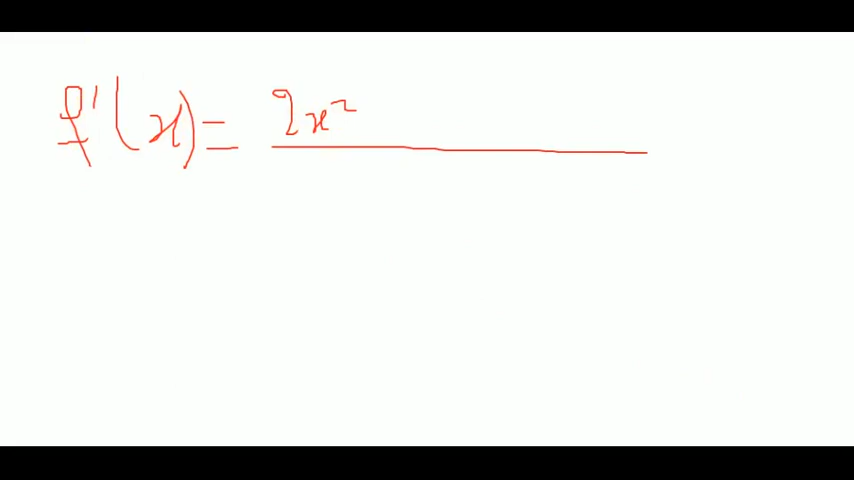 f'(x) = 2x²